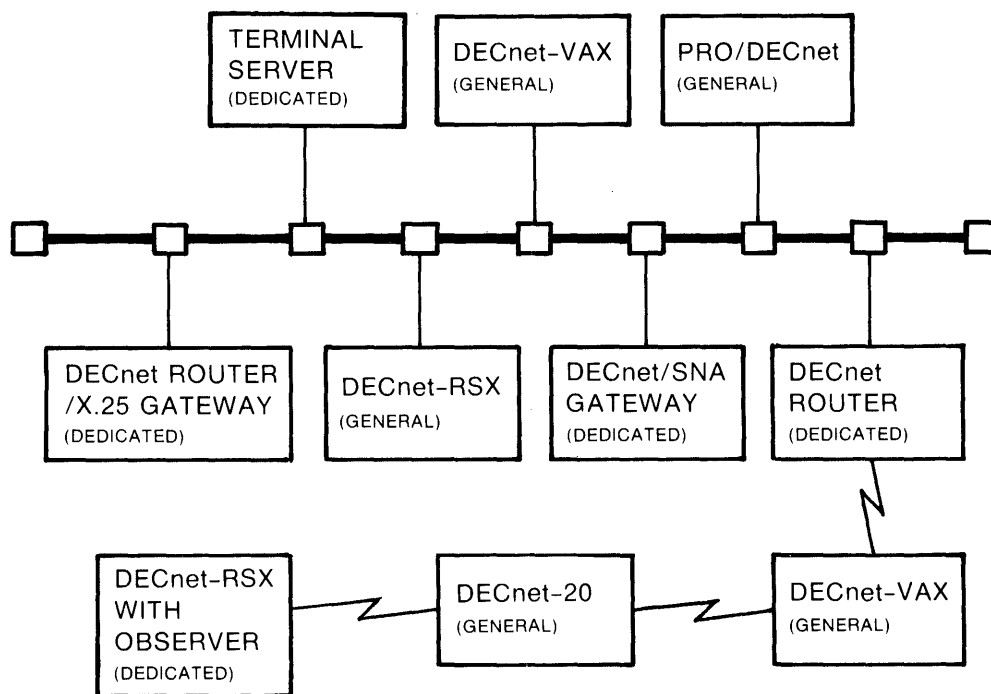 TERMINAL
SERVER
(DEDICATED)
DECnet-VAX
(GENERAL)
PRO/DECnet
(GENERAL)
DECnet ROUTER
/X.25 GATEWAY
(DEDICATED)
DECnet-RSX
(GENERAL)
DECnet/SNA
GATEWAY
(DEDICATED)
DECnet
ROUTER
(DEDICATED)
DECnet-RSX
WITH
OBSERVER
(DEDICATED)
DECnet-20
(GENERAL)
DECnet-VAX
(GENERAL)